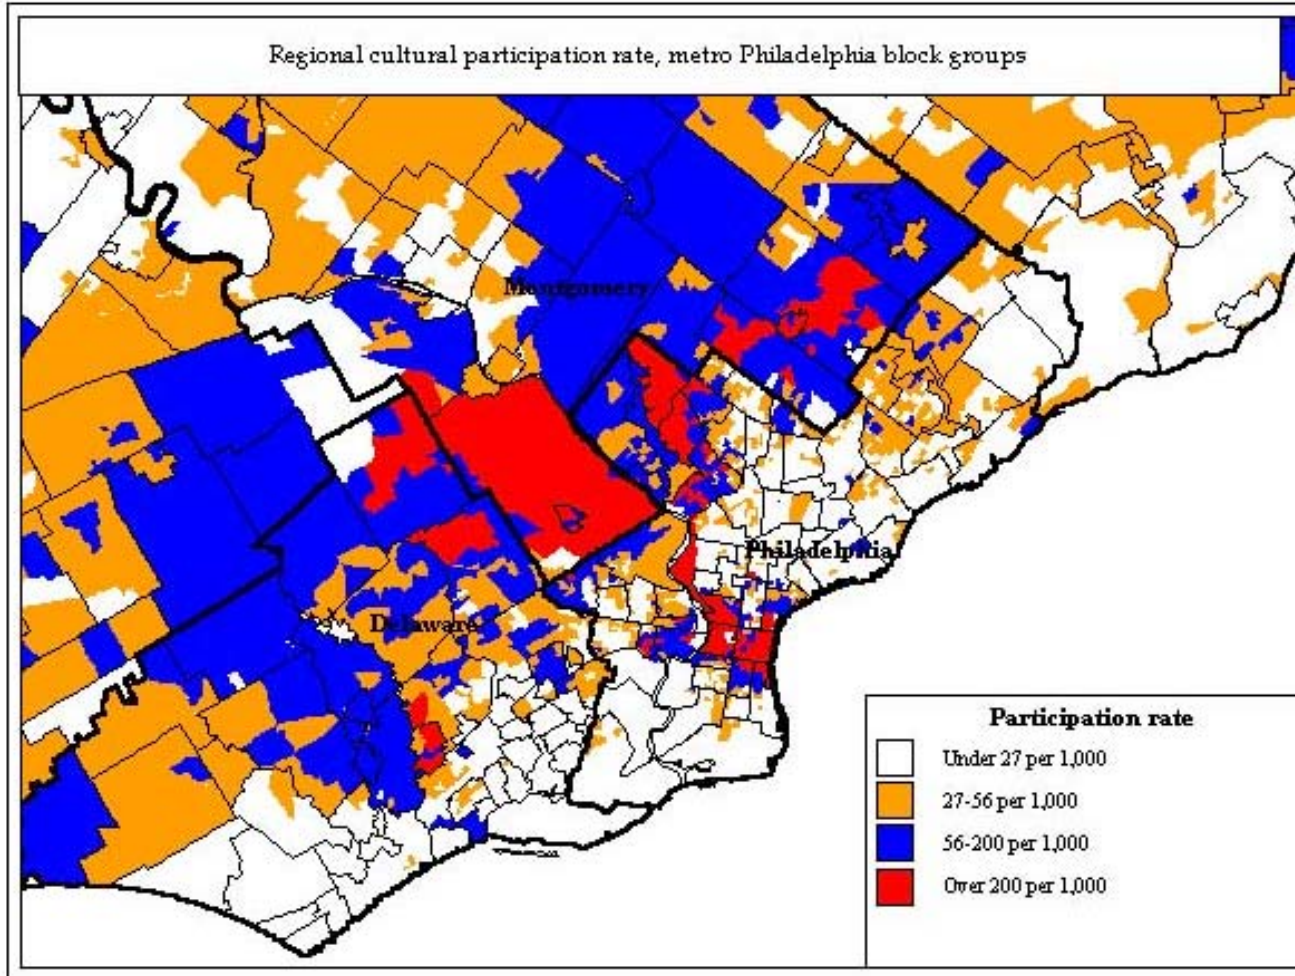 Regional cultural participation rate, metro Philadelphia block groups
Montgomery
Philadelphia
Delaware
Participation rate
Under 27 per 1,000
27-56 per 1,000
56-200 per 1,000
Over 200 per 1,000